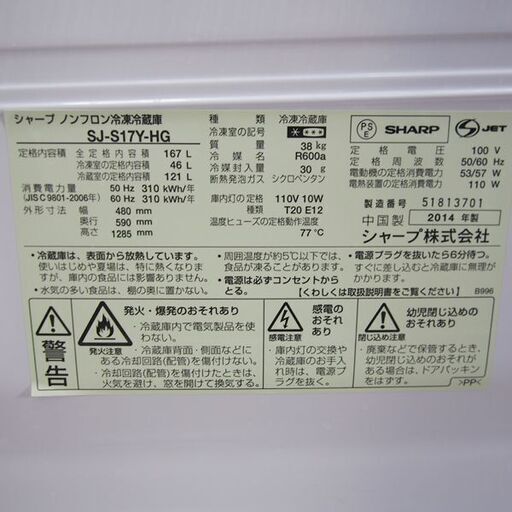 シャープ ノンフロン冷凍冷蔵庫
SJ-S17Y-HG
定格内容積 全定格内容積 167 L
冷凍室の定格内容積 46 L
冷蔵室の定格内容積 121 L
消費電力量 50 Hz 310 kWh/年
(JIS C 9801-2006年) 60 Hz 310 kWh/年
外形寸法 幅 480 mm
奥行 590 mm
高さ 1285 mm
種類 冷凍冷蔵庫
冷凍室の記号
質量 38 kg
冷媒名 R600a
冷媒封入量 30 g
断熱発泡ガス シクロペンタン
庫内灯の定格 110V 10W
種類 T20 E12
温度ヒューズの定格動作温度
77 ℃
PS
E
SHARP
S JET
定格電圧 100 V
定格周波数 50/60 Hz
電動機の定格消費電力 53/57 W
電熱装置の定格消費電力 110 W
製造番号 51813701
中国製 2014 年製
シャープ株式会社
・冷蔵庫は、表面から放熱しています。
使いはじめや夏場は、特に熱くなりますが、庫内の食品には影響ありません。
・水気の多い食品は、棚の奥に置かない。
・周囲温度が約5℃以下では、食品が凍ることがあります。
・電源は必ずコンセントからとる。
・電源プラグを抜いたら6分待つ。
すぐに差し込むと冷蔵庫に無理がかかります。
【くわしくは取扱説明書をご覧ください】 B996
警告
発火・爆発のおそれあり
発火注意
・冷蔵庫内で電気製品を使わない。
・冷蔵庫背面・側面などにある冷却回路(配管)を傷付けない。
・冷却回路(配管)を傷付けたときは、火気を避け、窓を開けて換気する。
感電のおそれあり
感電注意
・庫内灯の交換や冷蔵庫のお手入れ時は、電源プラグを抜く。
幼児閉じ込めのおそれあり
閉じ込め注意
・廃棄などで保管するとき、幼児閉じ込めのおそれがある場合は、ドアパッキンをはずす。
>PP<